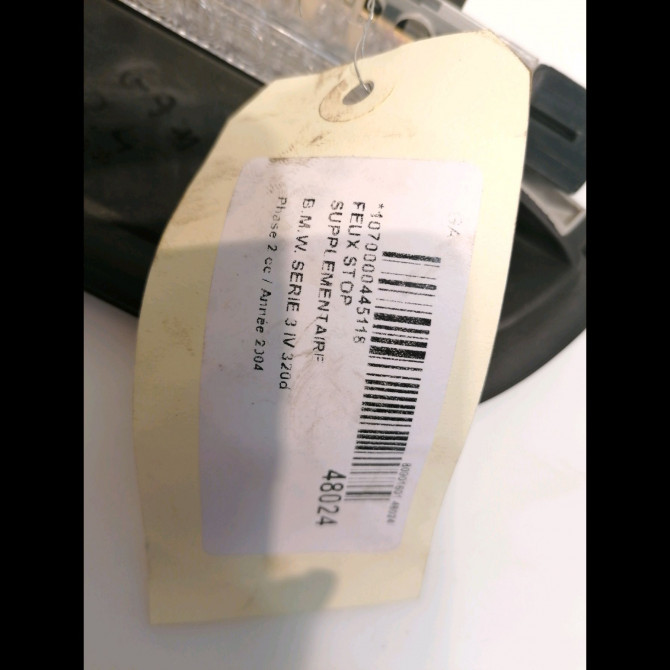 *1070000445118
FEUX STOP
SUPPLEMENTAIRE
B.M.W. SERIE 3 IV 320d
Phase 2 cc / Année 2004
48024